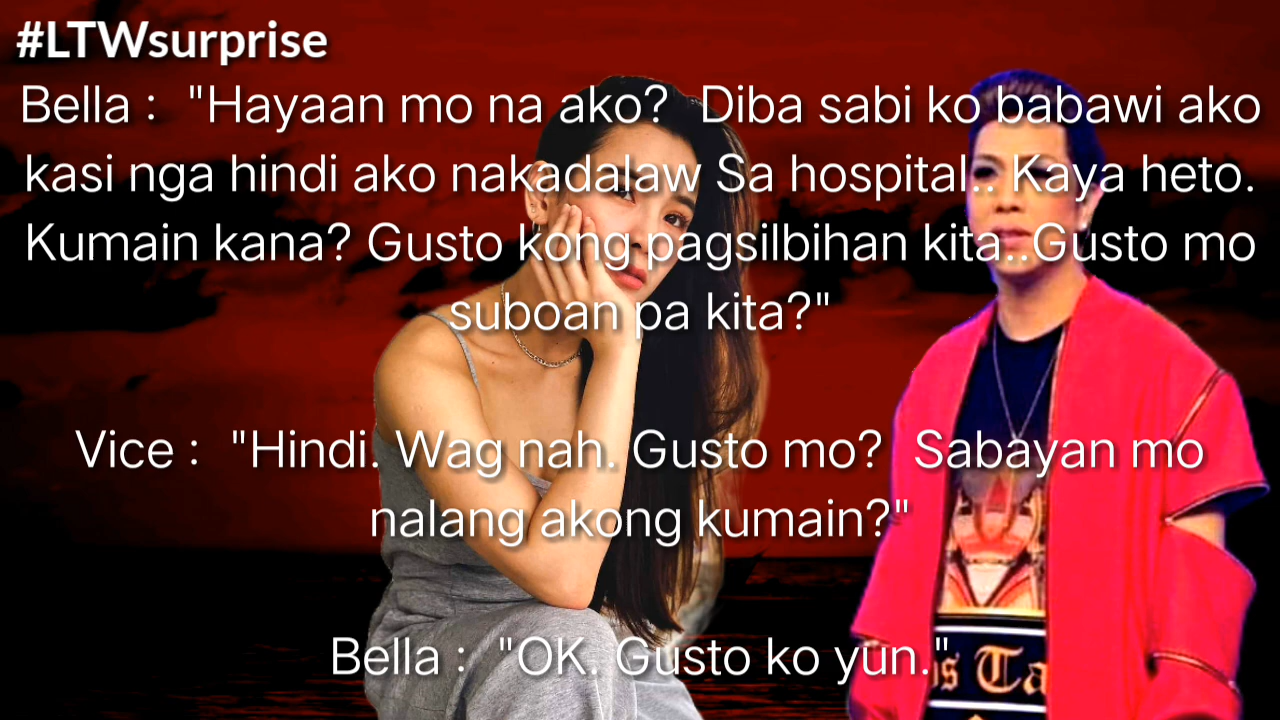 #LTWsurprise
Bella :  "Hayaan mo na ako?  Diba sabi ko babawi ako
kasi nga hindi ako nakadalaw Sa hospital.. Kaya heto.
Kumain kana? Gusto kong pagsilbihan kita..Gusto mo
suboan pa kita?"
Vice :  "Hindi. Wag nah. Gusto mo?  Sabayan mo
nalang akong kumain?"
Bella :  "OK. Gusto ko yun."